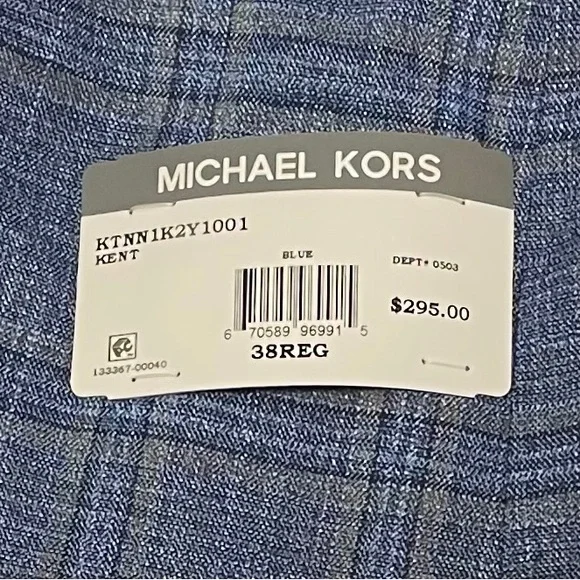 MICHAEL KORS
KTNN1K2Y1001
KENT
BLUE
DEPT# 0503
$295.00
6 70589 96991 5
38REG
133367-00040